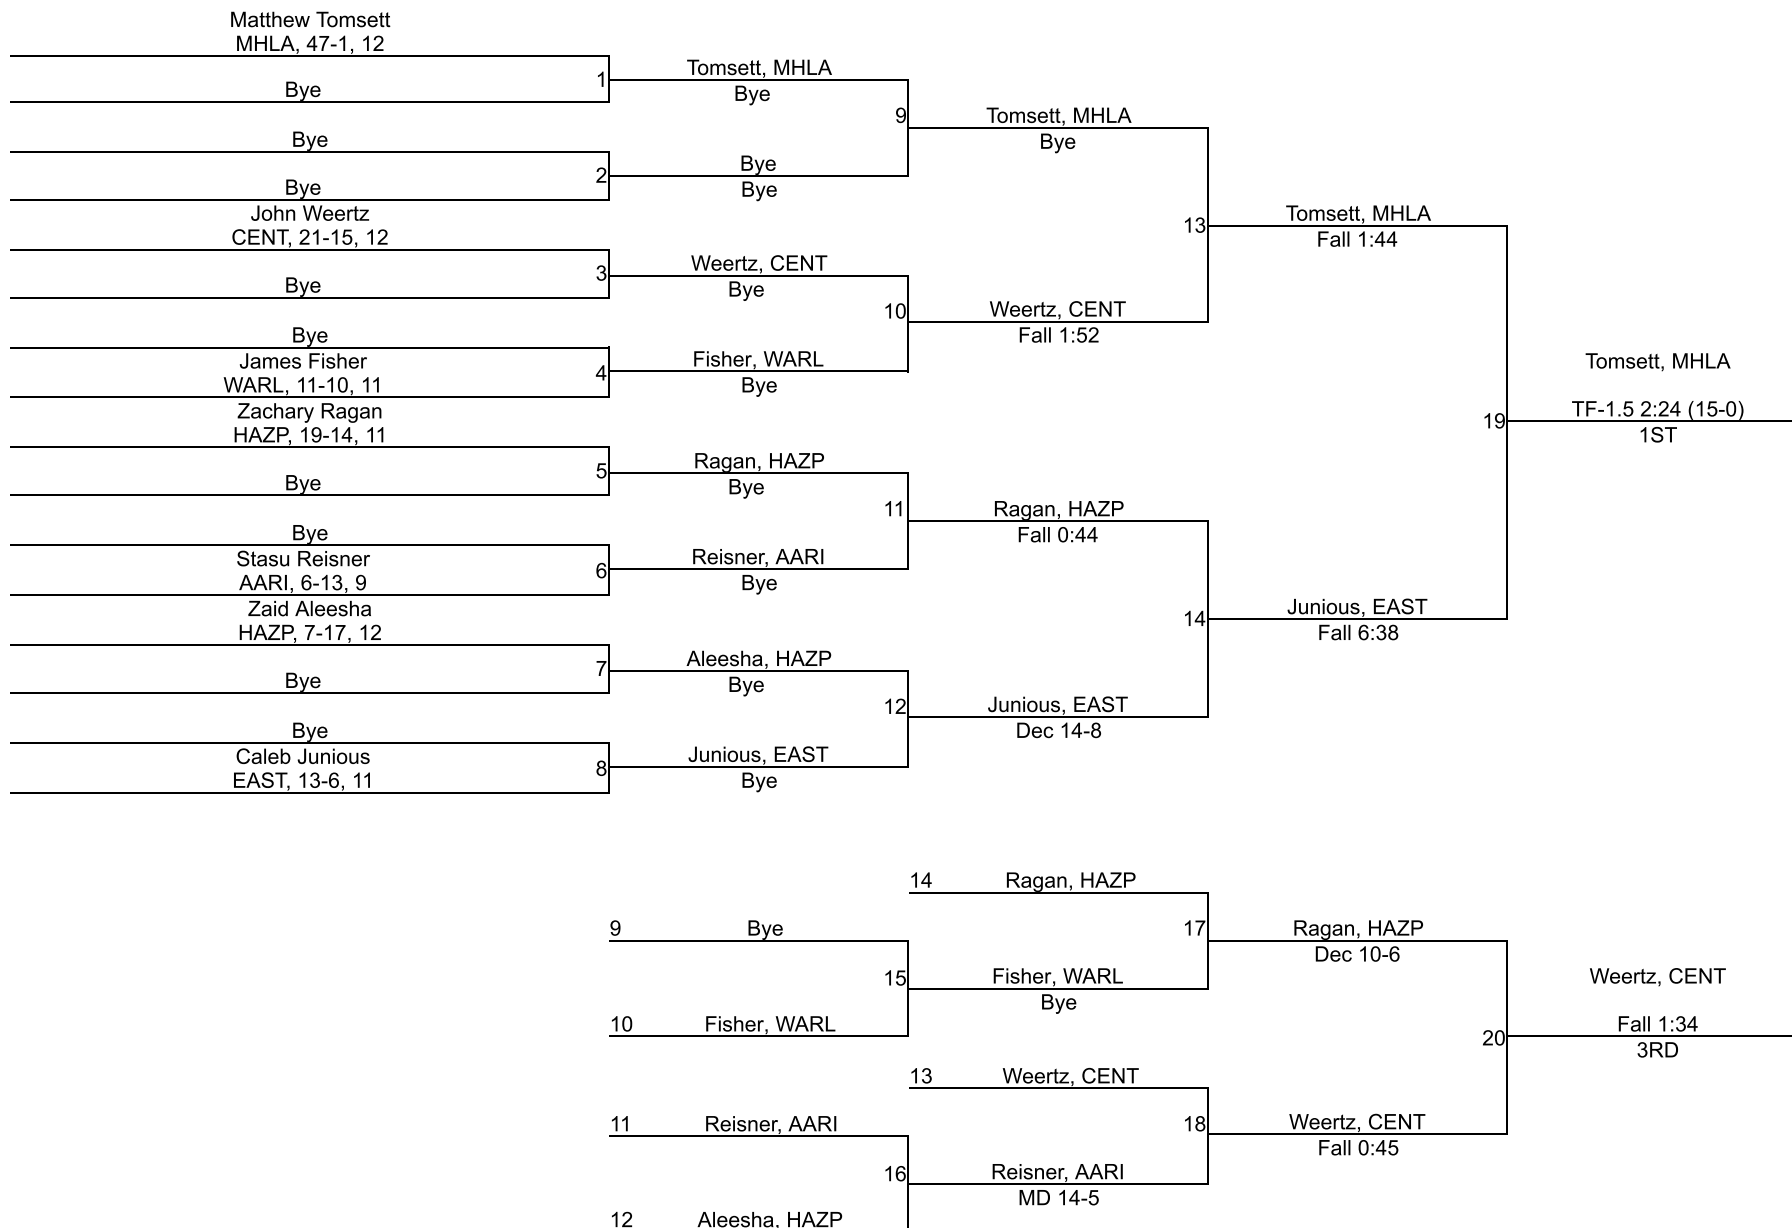 Matthew Tomsett
MHLA, 47-1, 12
Bye
1
Bye
Bye
2
John Weertz
CENT, 21-15, 12
Bye
3
Bye
James Fisher
WARL, 11-10, 11
4
Zachary Ragan
HAZP, 19-14, 11
Bye
5
Bye
Stasu Reisner
AARI, 6-13, 9
6
Zaid Aleesha
HAZP, 7-17, 12
Bye
7
Bye
Caleb Junious
EAST, 13-6, 11
8
Tomsett, MHLA
Bye
9
Bye
Bye
Weertz, CENT
Bye
10
Fisher, WARL
Bye
Ragan, HAZP
Bye
11
Reisner, AARI
Bye
Aleesha, HAZP
Bye
12
Junious, EAST
Bye
Tomsett, MHLA
Bye
13
Weertz, CENT
Fall 1:52
Ragan, HAZP
Fall 0:44
14
Junious, EAST
Dec 14-8
Tomsett, MHLA
Fall 1:44
19
Junious, EAST
Fall 6:38
Tomsett, MHLA
TF-1.5 2:24 (15-0)
1ST
14 Ragan, HAZP
9 Bye
17
15
Fisher, WARL
Bye
10 Fisher, WARL
13 Weertz, CENT
11 Reisner, AARI
18
16
Reisner, AARI
MD 14-5
12 Aleesha, HAZP
Ragan, HAZP
Dec 10-6
20
Weertz, CENT
Fall 0:45
Weertz, CENT
Fall 1:34
3RD